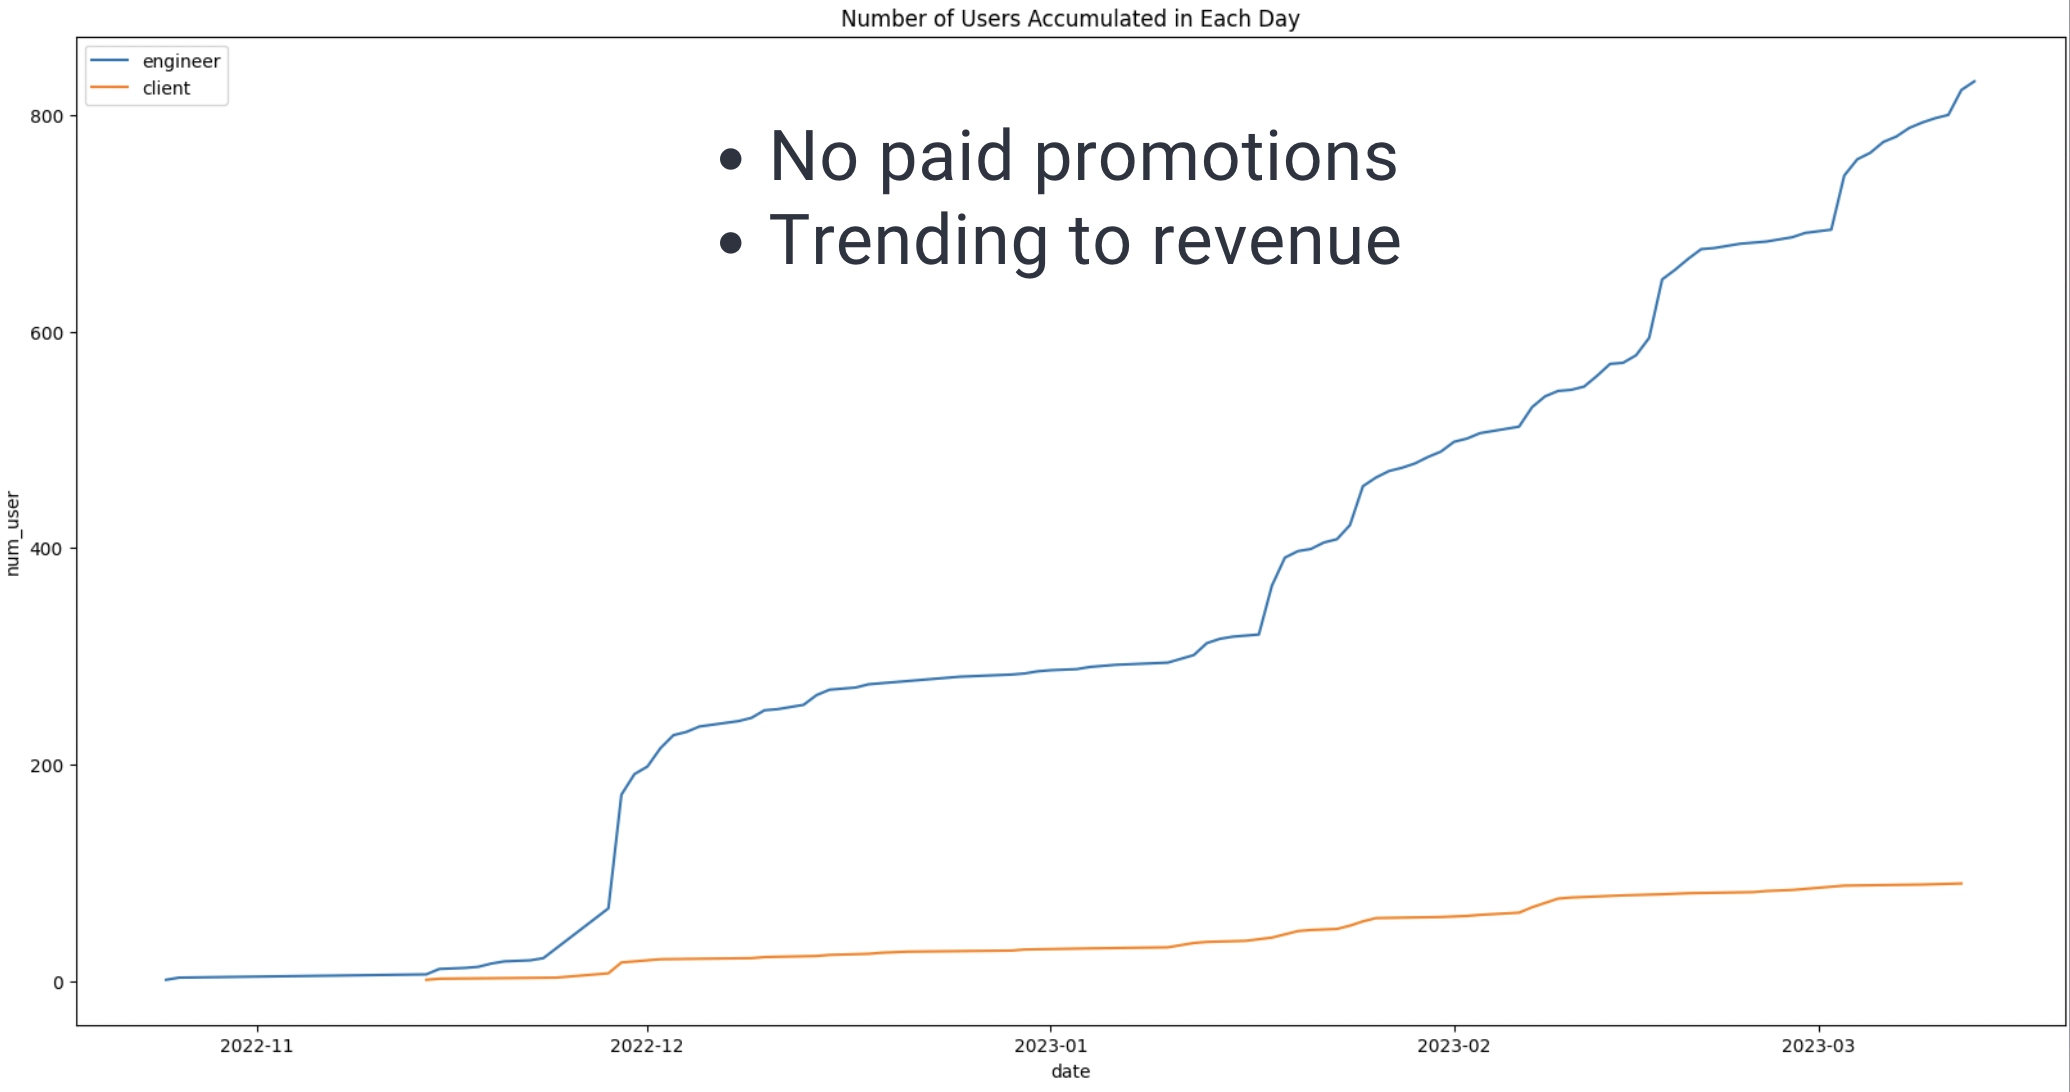 Number of Users Accumulated in Each Day
engineer
client
• No paid promotions
• Trending to revenue
800
600
400
200
0
num_user
2022-11 2022-12 2023-01 2023-02 2023-03
date